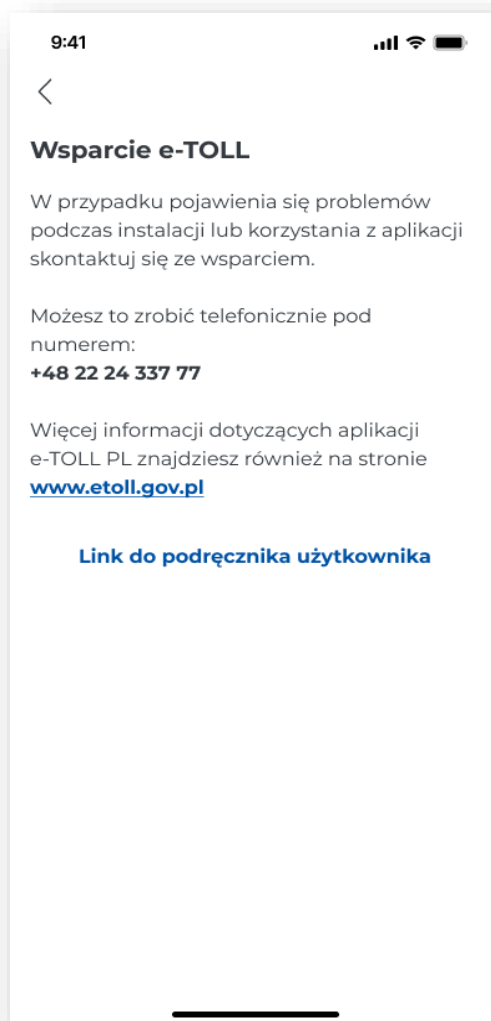 9:41
Wsparcie e-TOLL
W przypadku pojawienia się problemów
podczas instalacji lub korzystania z aplikacji
skontaktuj się ze wsparciem.
Możesz to zrobić telefonicznie pod
numerem:
+48 22 24 337 77
Więcej informacji dotyczących aplikacji
e-TOLL PL znajdziesz również na stronie
www.etoll.gov.pl
Link do podręcznika użytkownika